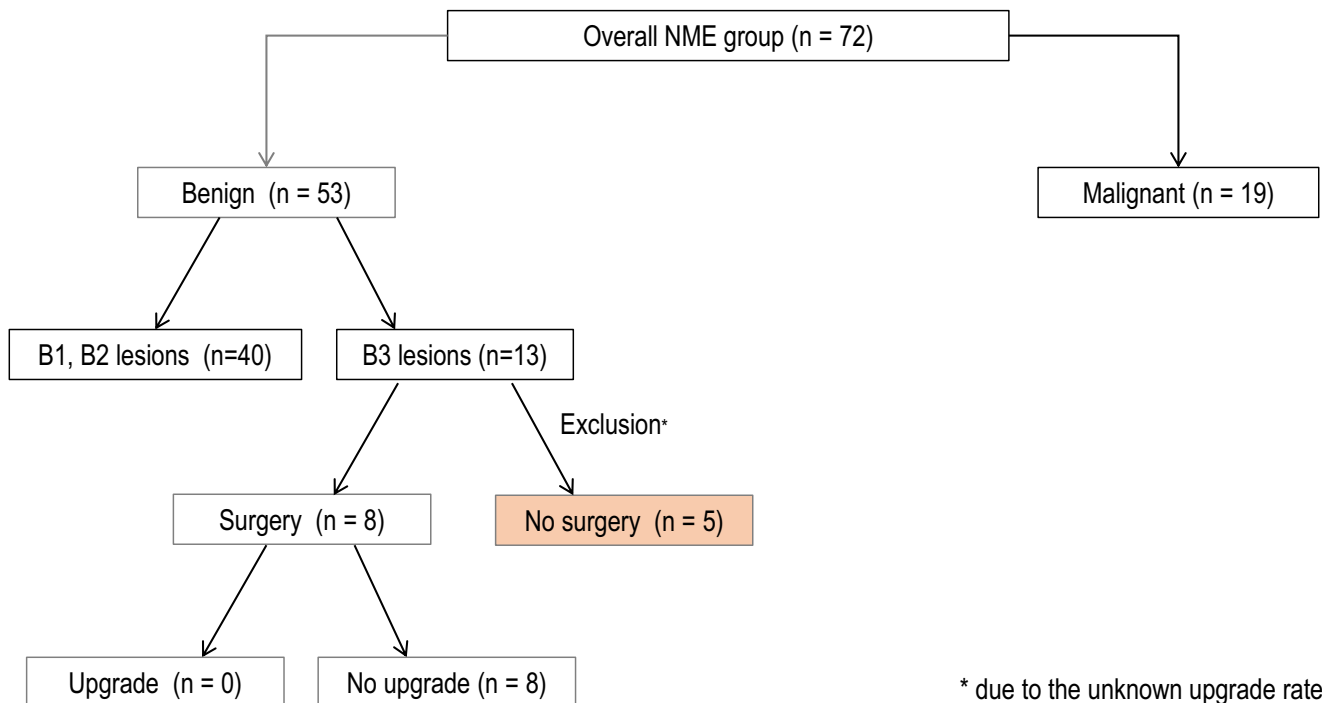 Overall NME group (n = 72)
Benign (n = 53)
Malignant (n = 19)
B1, B2 lesions (n=40)
B3 lesions (n=13)
Exclusion*
Surgery (n = 8)
No surgery (n = 5)
Upgrade (n = 0)
No upgrade (n = 8)
* due to the unknown upgrade rate